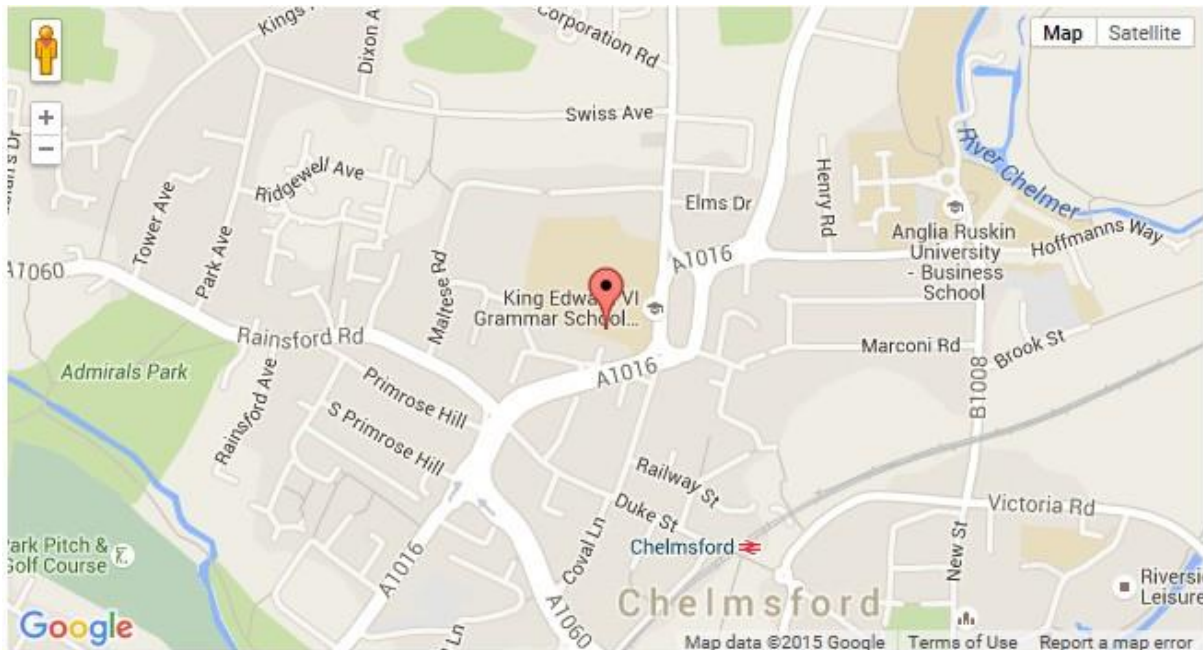 Kings
Dixon A
Corporation Rd
Map
Satellite
+
−
Swiss Ave
River Chelmer
Ridgewell Ave
Tower Ave
Park Ave
Henry Rd
Elms Dr
Anglia Ruskin
University
- Business
School
Hoffmanns Way
A1060
A1016
Maltese Rd
King Edward VI
Grammar School...
Rainsford Rd
Marconi Rd
Brook St
Admirals Park
A1016
Primrose Hill
Rainsford Ave
S Primrose Hill
B1008
Railway St
Duke St
Victoria Rd
Park Pitch &
Golf Course
A1016
Coval Ln
Chelmsford
New St
Riversi
Leisure
A1060
Chelmsford
Ln
Google
Map data ©2015 Google
Terms of Use
Report a map error